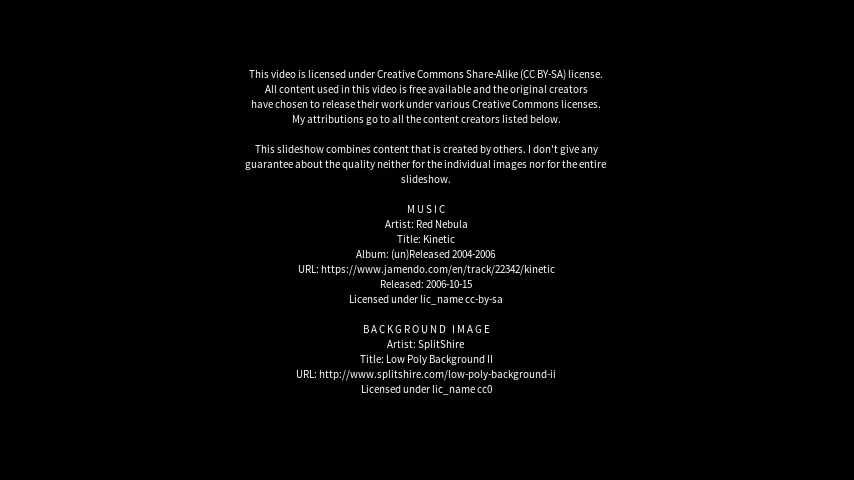 This video is licensed under Creative Commons Share-Alike (CC BY-SA) license.
All content used in this video is free available and the original creators
have chosen to release their work under various Creative Commons licenses.
My attributions go to all the content creators listed below.
This slideshow combines content that is created by others. I don't give any
guarantee about the quality neither for the individual images nor for the entire
slideshow.
MUSIC
Artist: Red Nebula
Title: Kinetic
Album: (un)Released 2004-2006
URL: https://www.jamendo.com/en/track/22342/kinetic
Released: 2006-10-15
Licensed under lic_name cc-by-sa
BACKGROUND IMAGE
Artist: SplitShire
Title: Low Poly Background II
URL: http://www.splitshire.com/low-poly-background-ii
Licensed under lic_name cc0